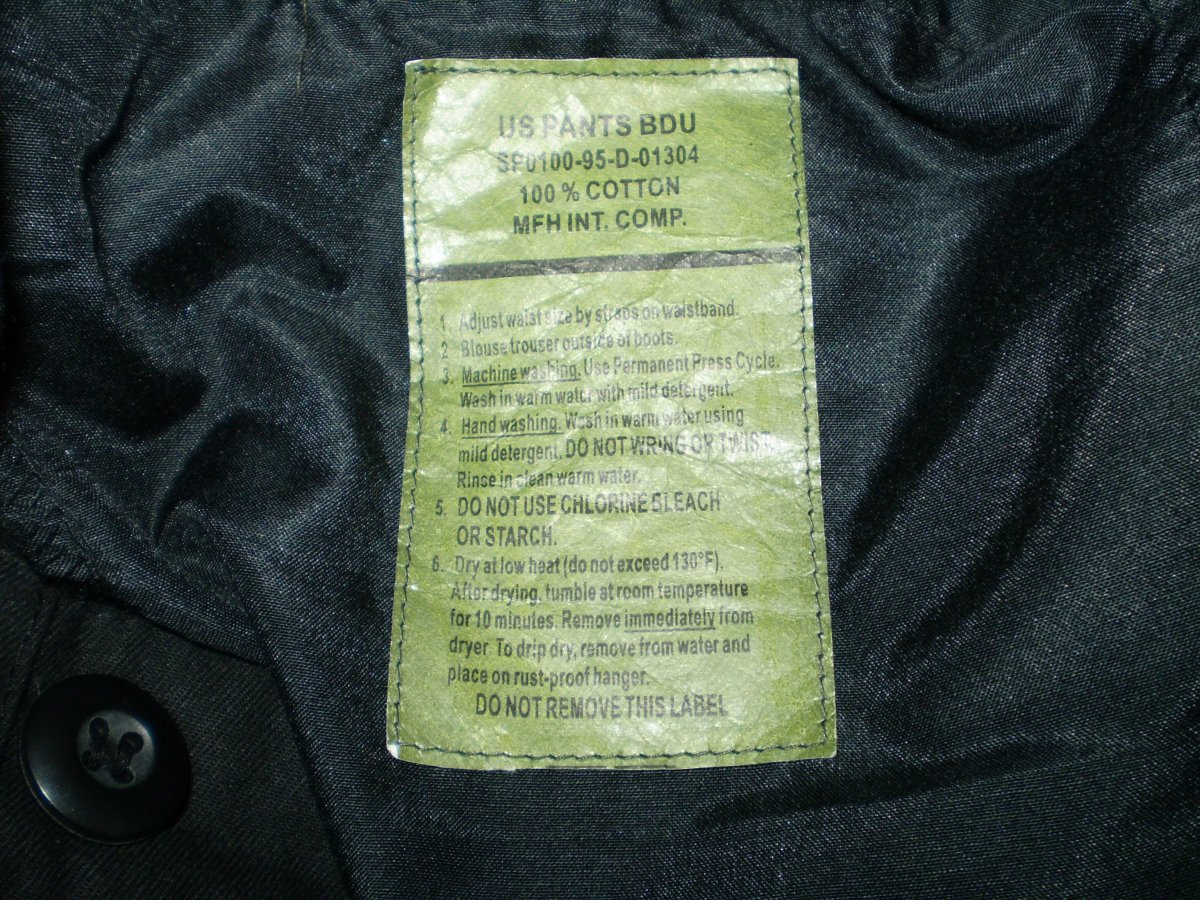 US PANTS BDU
SP0100-95-D-01304
100 % COTTON
MFH INT. COMP.
1 Adjust waist size by straps on waistband.
2 Blouse trouser outside of boots.
3. Machine washing. Use Permanent Press Cycle.
Wash in warm water with mild detergent.
4. Hand washing. Wash in warm water using
mild detergent. DO NOT WRING OR TWIST.
Rinse in clean warm water.
5. DO NOT USE CHLORINE BLEACH
OR STARCH.
6. Dry at low heat (do not exceed 130°F).
After drying, tumble at room temperature
for 10 minutes. Remove immediately from
dryer. To drip dry, remove from water and
place on rust-proof hanger.
DO NOT REMOVE THIS LABEL